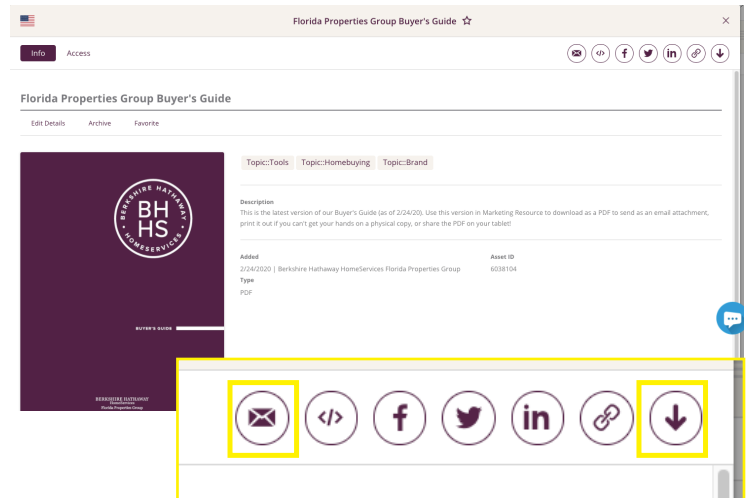 Florida Properties Group Buyer's Guide
Info Access
Florida Properties Group Buyer's Guide
Edit Details Archive Favorite
BERKSHIRE HATHAWAY
BH
HS
HOMESERVICES
BUYER'S GUIDE
BERKSHIRE HATHAWAY
HomeServices
Florida Properties Group
Topic::Tools Topic::Homebuying Topic::Brand
Description
This is the latest version of our Buyer's Guide (as of 2/24/20). Use this version in Marketing Resource to download as a PDF to send as an email attachment,
print it out if you can't get your hands on a physical copy, or share the PDF on your tablet!
Added
2/24/2020 | Berkshire Hathaway HomeServices Florida Properties Group
Asset ID
6038104
Type
PDF